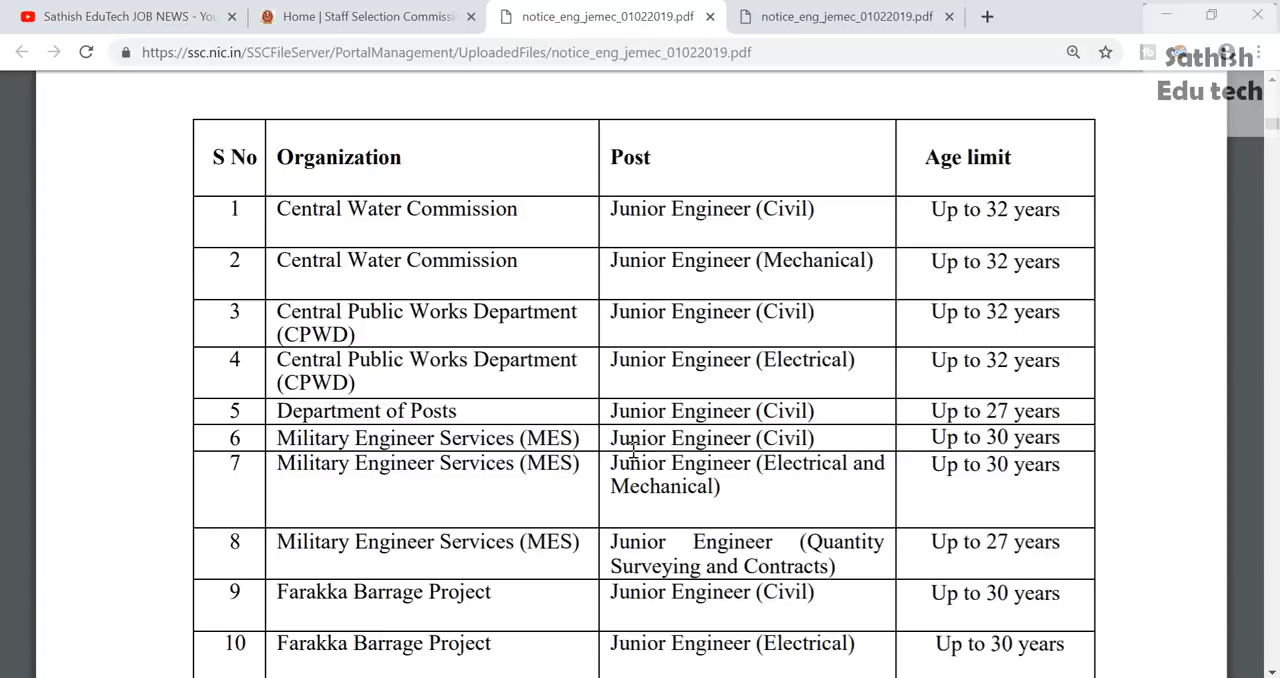 Sathish EduTech JOB NEWS - You
Home | Staff Selection Commissi
notice_eng_jemec_01022019.pdf
notice_eng_jemec_01022019.pdf
https://ssc.nic.in/SSCFileServer/PortalManagement/UploadedFiles/notice_eng_jemec_01022019.pdf
Sathish
Edu tech
S No Organization Post Age limit
1 Central Water Commission Junior Engineer (Civil) Up to 32 years
2 Central Water Commission Junior Engineer (Mechanical) Up to 32 years
3 Central Public Works Department Junior Engineer (Civil) Up to 32 years
(CPWD)
4 Central Public Works Department Junior Engineer (Electrical) Up to 32 years
(CPWD)
5 Department of Posts Junior Engineer (Civil) Up to 27 years
6 Military Engineer Services (MES) Junior Engineer (Civil) Up to 30 years
7 Military Engineer Services (MES) Junior Engineer (Electrical and Up to 30 years
Mechanical)
8 Military Engineer Services (MES) Junior Engineer (Quantity Up to 27 years
Surveying and Contracts)
9 Farakka Barrage Project Junior Engineer (Civil) Up to 30 years
10 Farakka Barrage Project Junior Engineer (Electrical) Up to 30 years